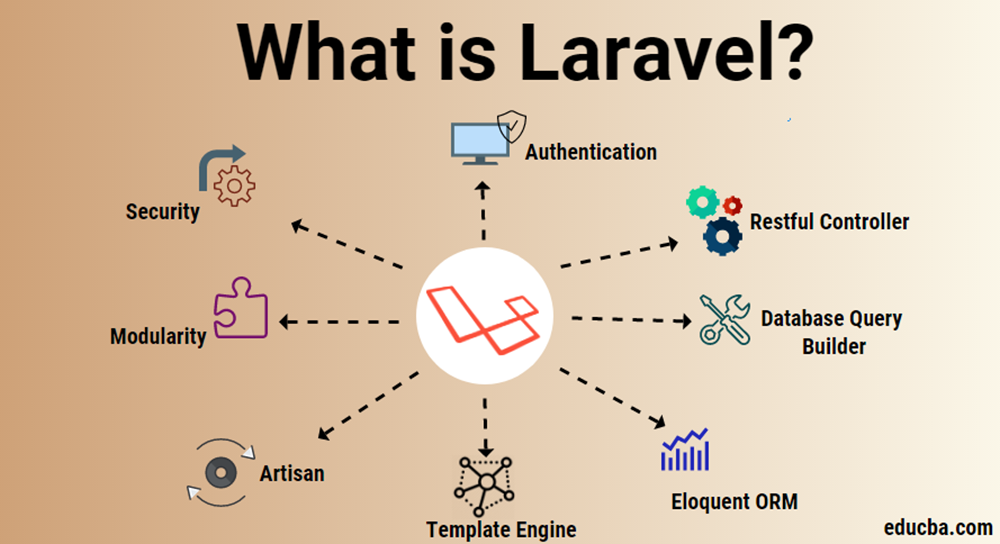 What is Laravel?
Authentication
Security
Restful Controller
Modularity
Database Query
Builder
Artisan
Eloquent ORM
Template Engine
educba.com